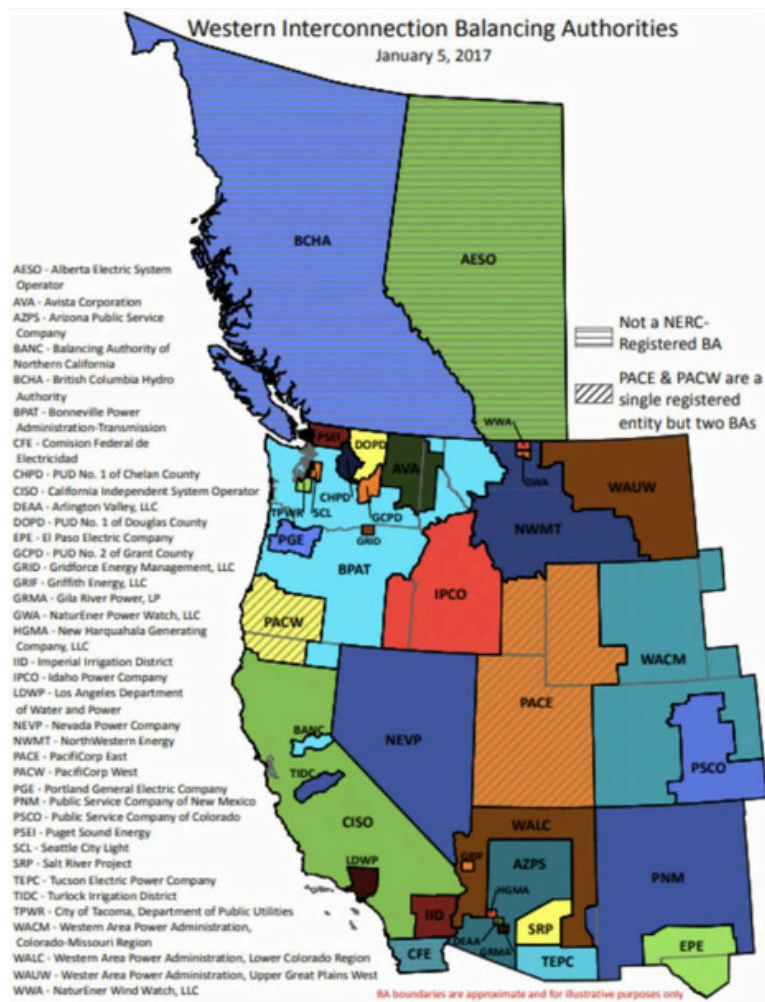 Western Interconnection Balancing Authorities
January 5, 2017
BCHA
AESO
AESO - Alberta Electric System
Operator
AVA - Avista Corporation
AZPS - Arizona Public Service
Company
BANC - Balancing Authority of
Northern California
BCHA - British Columbia Hydro
Authority
BPAT - Bonneville Power
Administration-Transmission
CFE - Comision Federal de
Electricidad
CHPD - PUD No. 1 of Chelan County
CISO - California Independent System Operator
DEAA - Arlington Valley, LLC
DOPD - PUD No. 1 of Douglas County
EPE - El Paso Electric Company
GCPD - PUD No. 2 of Grant County
GRID - Gridforce Energy Management, LLC
GRIF - Griffith Energy, LLC
GRMA - Gila River Power, LP
GWA - NaturEner Power Watch, LLC
HGMA - New Harquahala Generating
Company, LLC
IID - Imperial Irrigation District
IPCO - Idaho Power Company
LDWP - Los Angeles Department
of Water and Power
NEVP - Nevada Power Company
NWMT - NorthWestern Energy
PACE - PacifiCorp East
PACW - PacifiCorp West
PGE - Portland General Electric Company
PNM - Public Service Company of New Mexico
PSCO - Public Service Company of Colorado
PSEI - Puget Sound Energy
SCL - Seattle City Light
SRP - Salt River Project
TEPC - Tucson Electric Power Company
TIDC - Turlock Irrigation District
TPWR - City of Tacoma, Department of Public Utilities
WACM - Western Area Power Administration,
Colorado-Missouri Region
WALC - Western Area Power Administration, Lower Colorado Region
WAUW - Wester Area Power Administration, Upper Great Plains West
WWA - NaturEner Wind Watch, LLC
Not a NERC-
Registered BA
PACE & PACW are a
single registered
entity but two BAs
WWA
PSEI
DOPD
AVA
GWA
WAUW
CHPD
TPWR
SCL
GCPD
NWMT
PGE
GRID
BPAT
IPCO
PACW
WACM
PACE
BANC
NEVP
PSCO
TIDC
CISO
WALC
LDWP
GRIF
AZPS
PNM
HGMA
IID
SRP
DEAA
GRMA
CFE
TEPC
EPE
BA boundaries are approximate and for illustrative purposes only